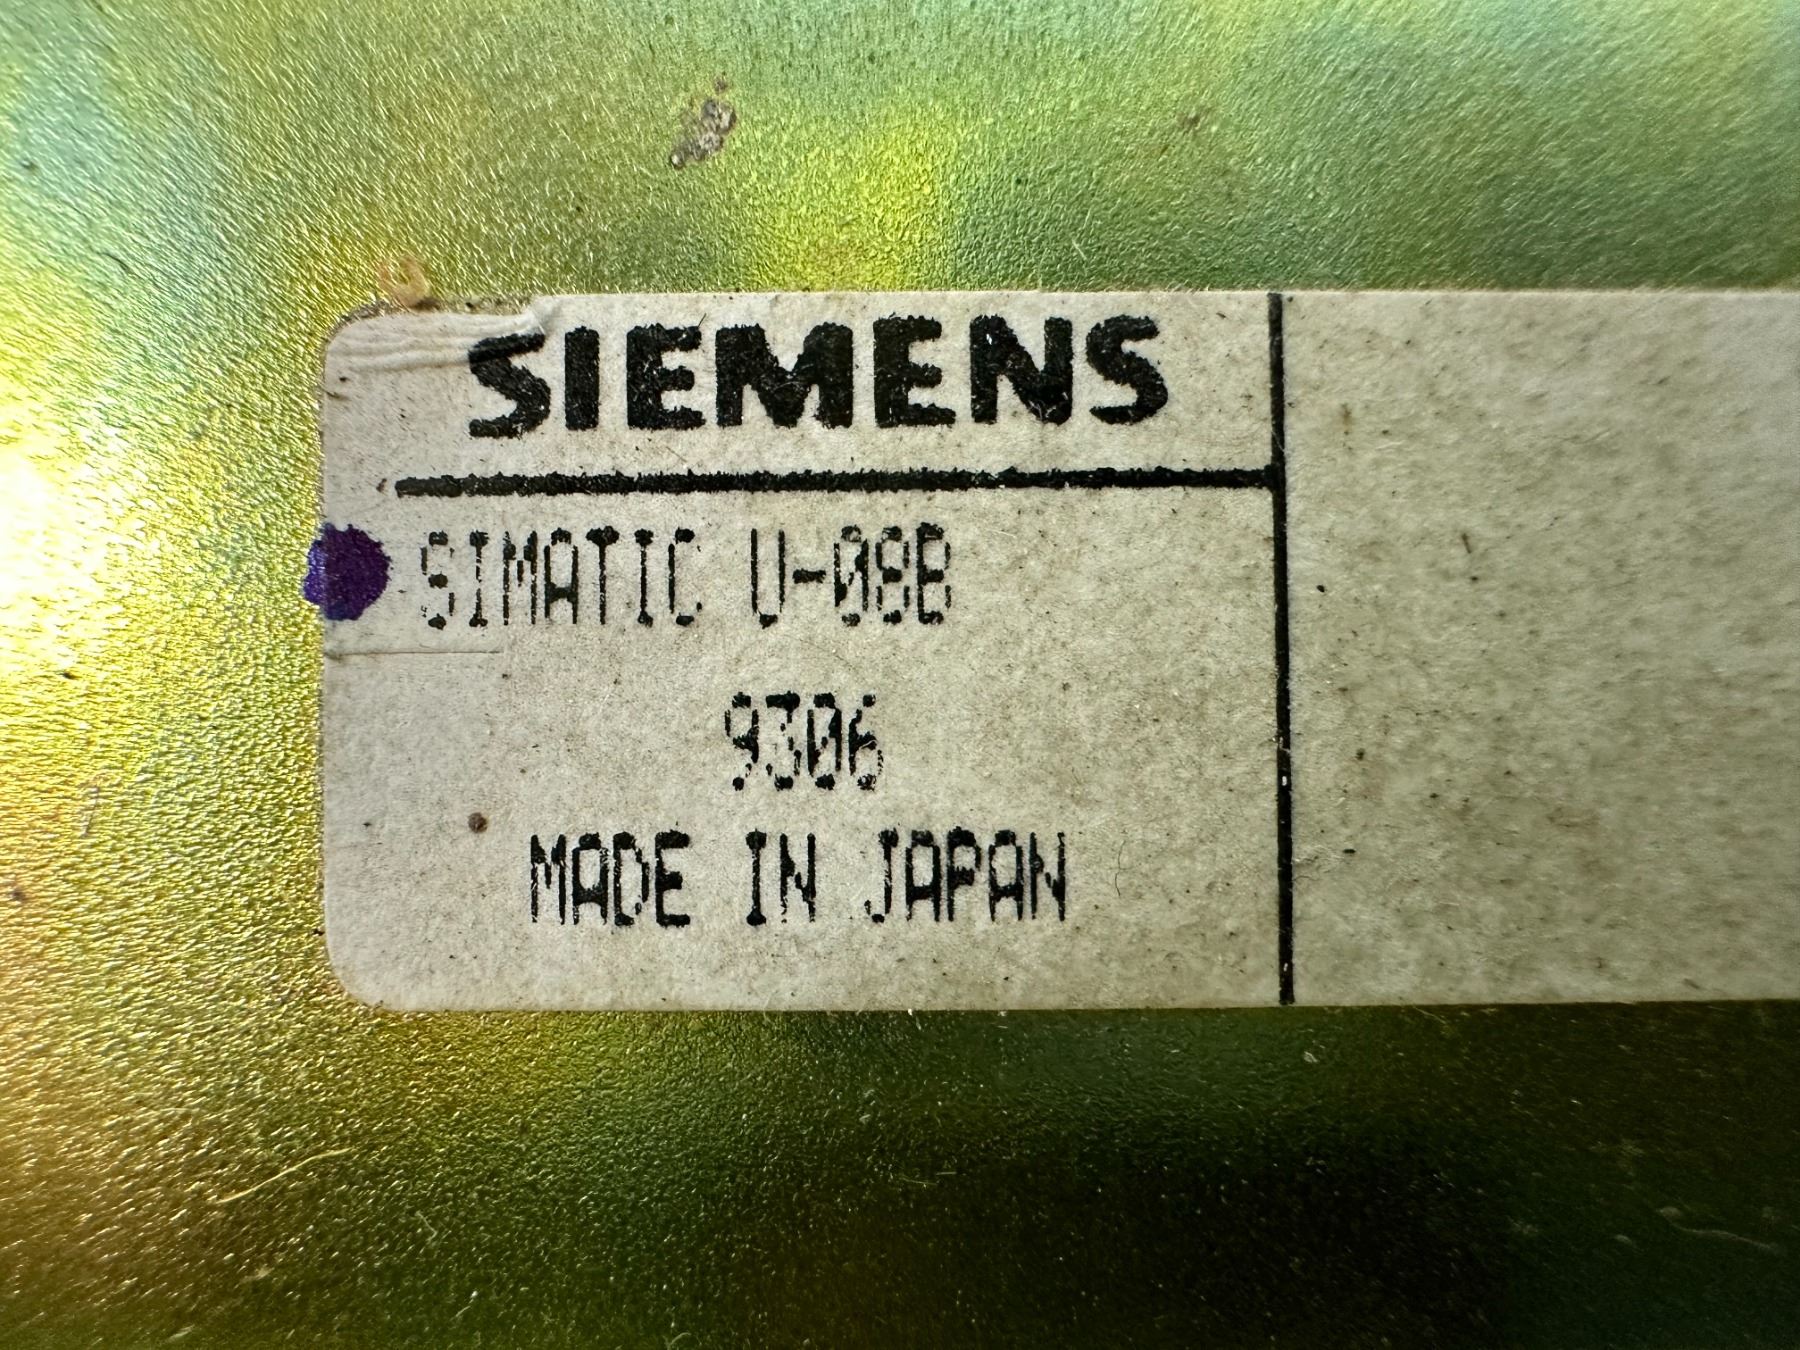 SIEMENS
SIMATIC U-08B
9306
MADE IN JAPAN